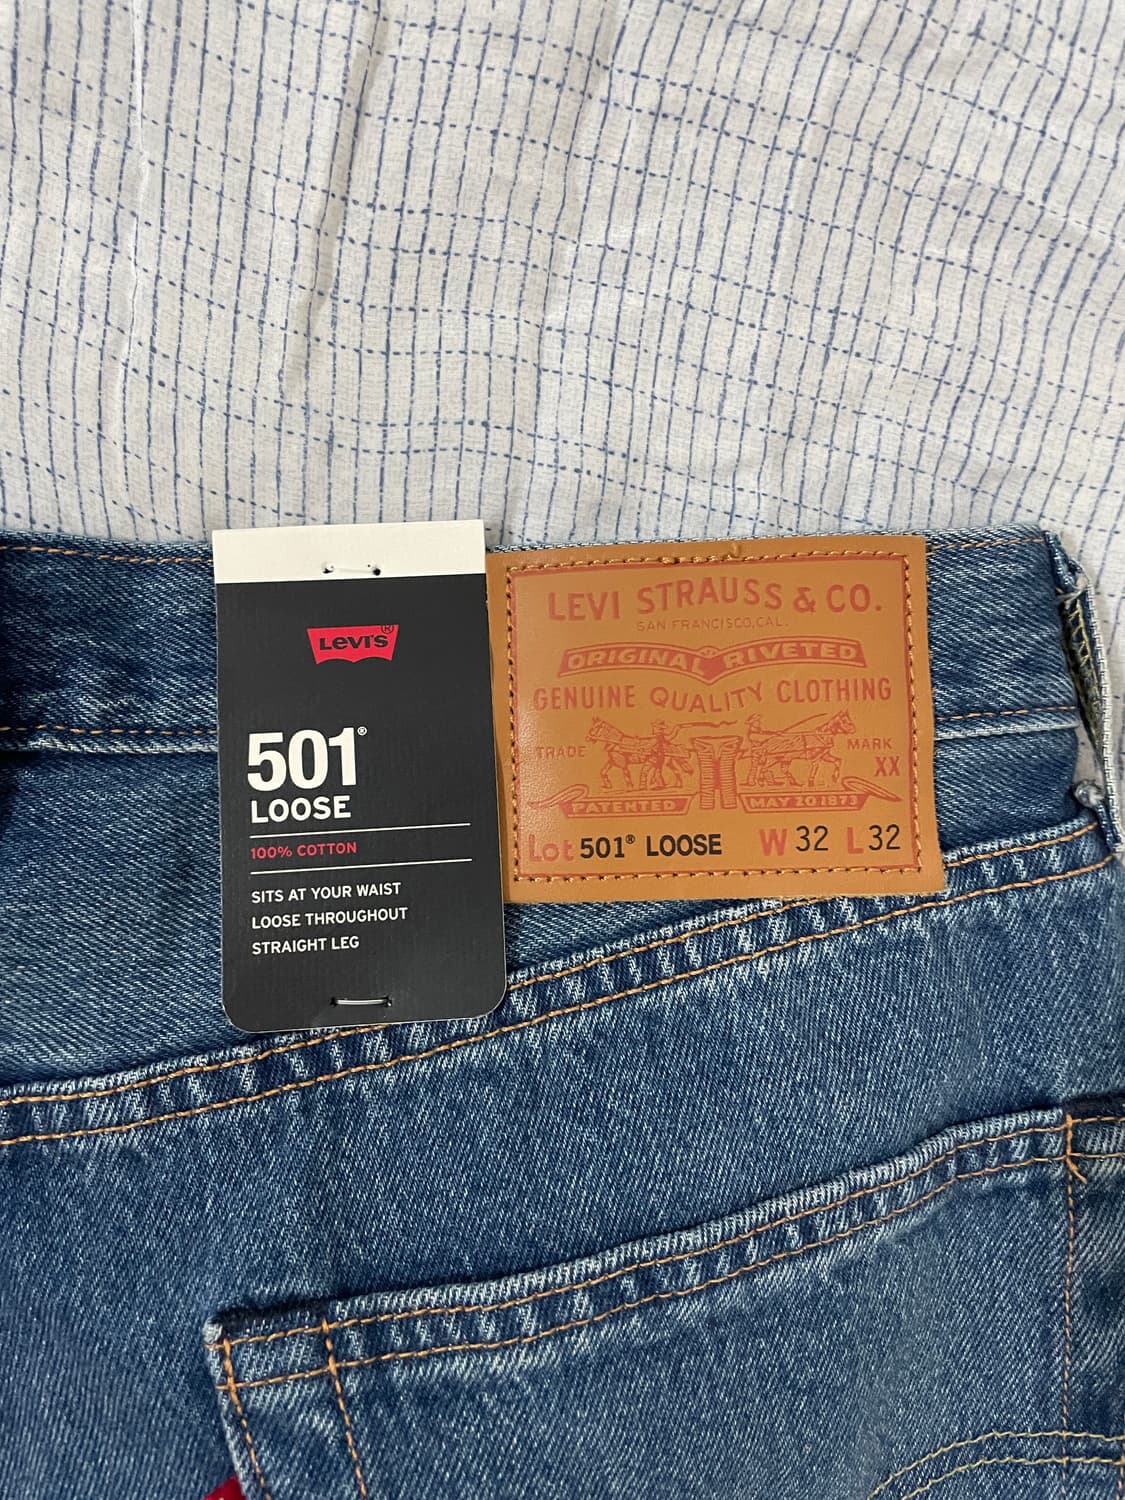 Levi's®
501®
LOOSE
100% COTTON
SITS AT YOUR WAIST
LOOSE THROUGHOUT
STRAIGHT LEG
LEVI STRAUSS & CO.
SAN FRANCISCO, CAL.
ORIGINAL RIVETED
GENUINE QUALITY CLOTHING
TRADE MARK
XX
PATENTED MAY 20 1873
Lot 501® LOOSE W 32 L 32